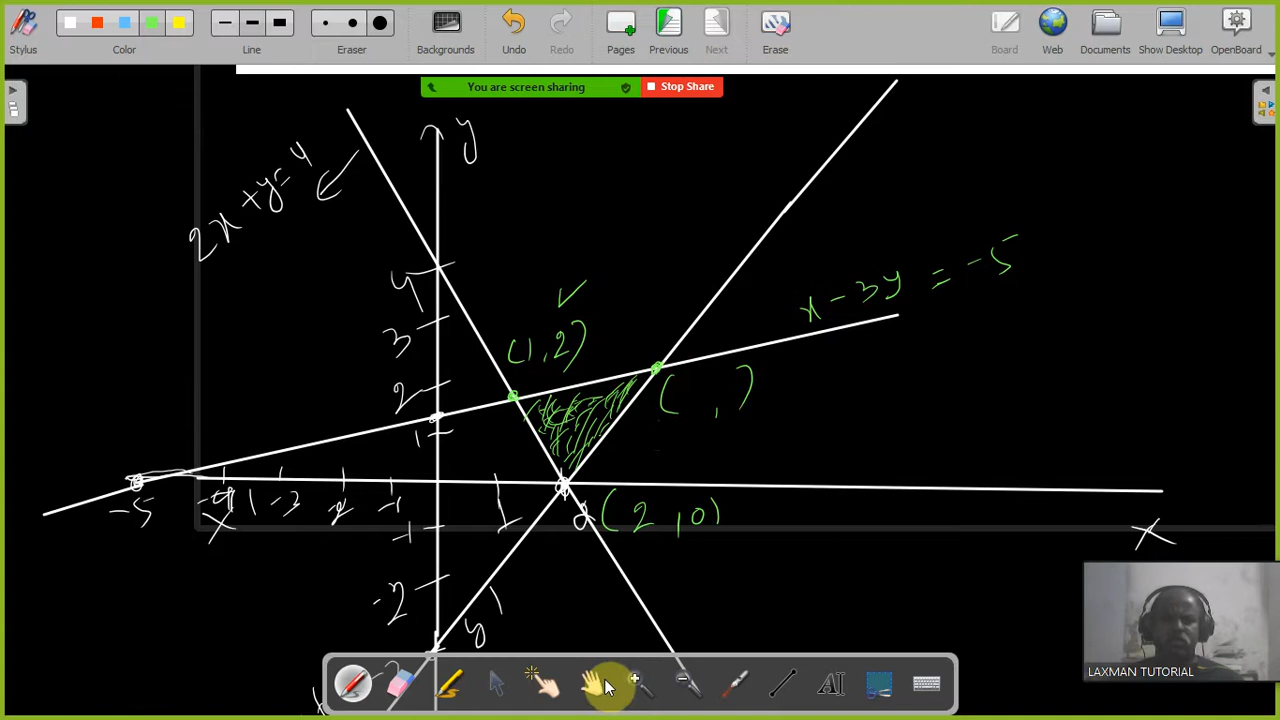 Stylus Color Line Eraser Backgrounds Undo Redo Pages Previous Next Erase Board Web Documents Show Desktop OpenBoard
You are screen sharing Stop Share
y
2x+y=4
x-3y = -5
4
3
(1,2)
2
( , )
1
-5 -3 -2 -1 1 2 (2,0)
X X
-1
-2
y'
AI
LAXMAN TUTORIAL